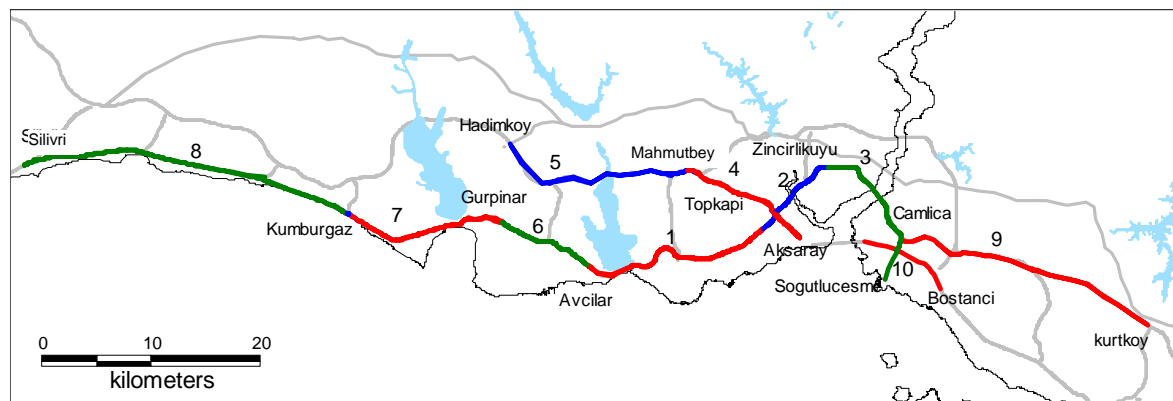 Silivri
8
Kumburgaz
7
Hadimkoy
5
Gurpinar
6
Avcilar
Mahmutbey
4
1
Topkapi
Zincirlikuyu
2
3
Aksaray
Camlica
9
10
Sogutlucesme
Bostanci
kurtkoy
0 10 20
kilometers